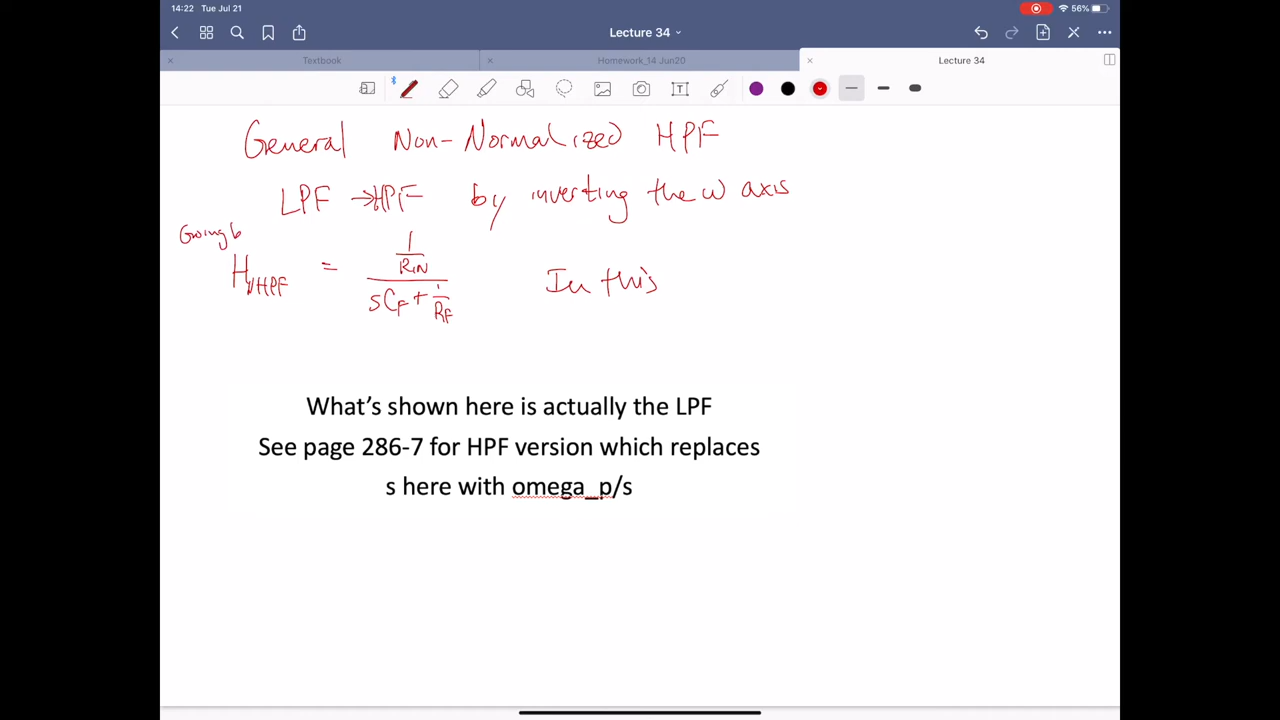 14:22 Tue Jul 21
56%
Lecture 34
Textbook
Homework_14 Jun20
Lecture 34
General Non-Normalized HPF
LPF → HPF by inverting the ω axis
Going b
H_NHPF = (1/R_IN) / (sC_F + 1/R_F) In this
What's shown here is actually the LPF
See page 286-7 for HPF version which replaces
s here with omega_p/s